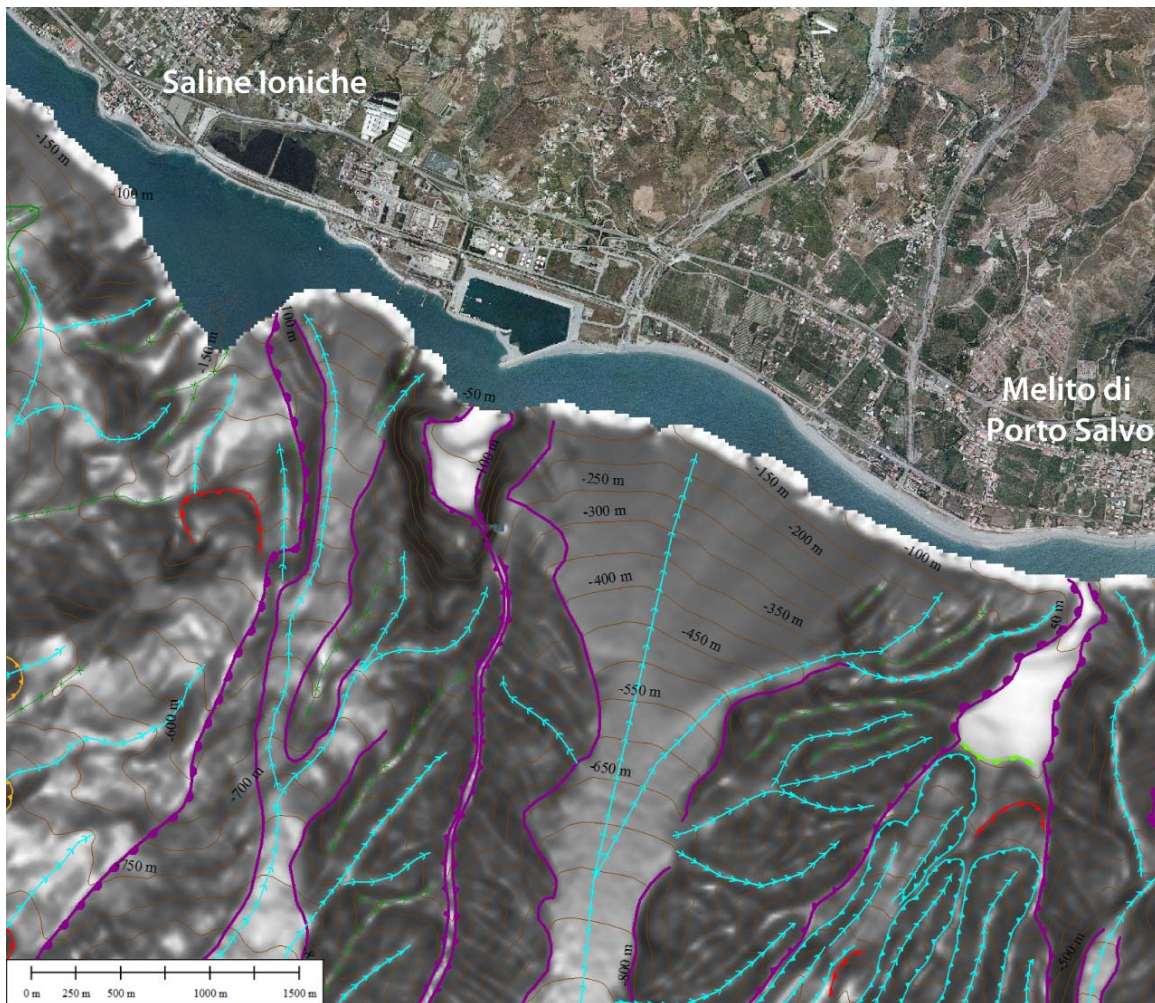 Saline Ioniche
-150 m
100 m
-150 m
100 m
-50 m
-100 m
Melito di
Porto Salvo
-150 m
-250 m
-300 m
-200 m
-100 m
-400 m
-350 m
-450 m
50 m
-550 m
-600 m
-650 m
-700 m
-750 m
-800 m
-500 m
0 m 250 m 500 m 1000 m 1500 m